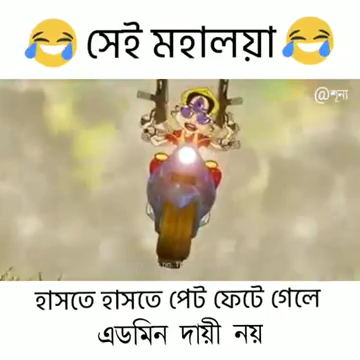 😂 সেই মহালয়া 😂
@শূন্য
হাসতে হাসতে পেট ফেটে গেলে
এডমিন দায়ী নয়